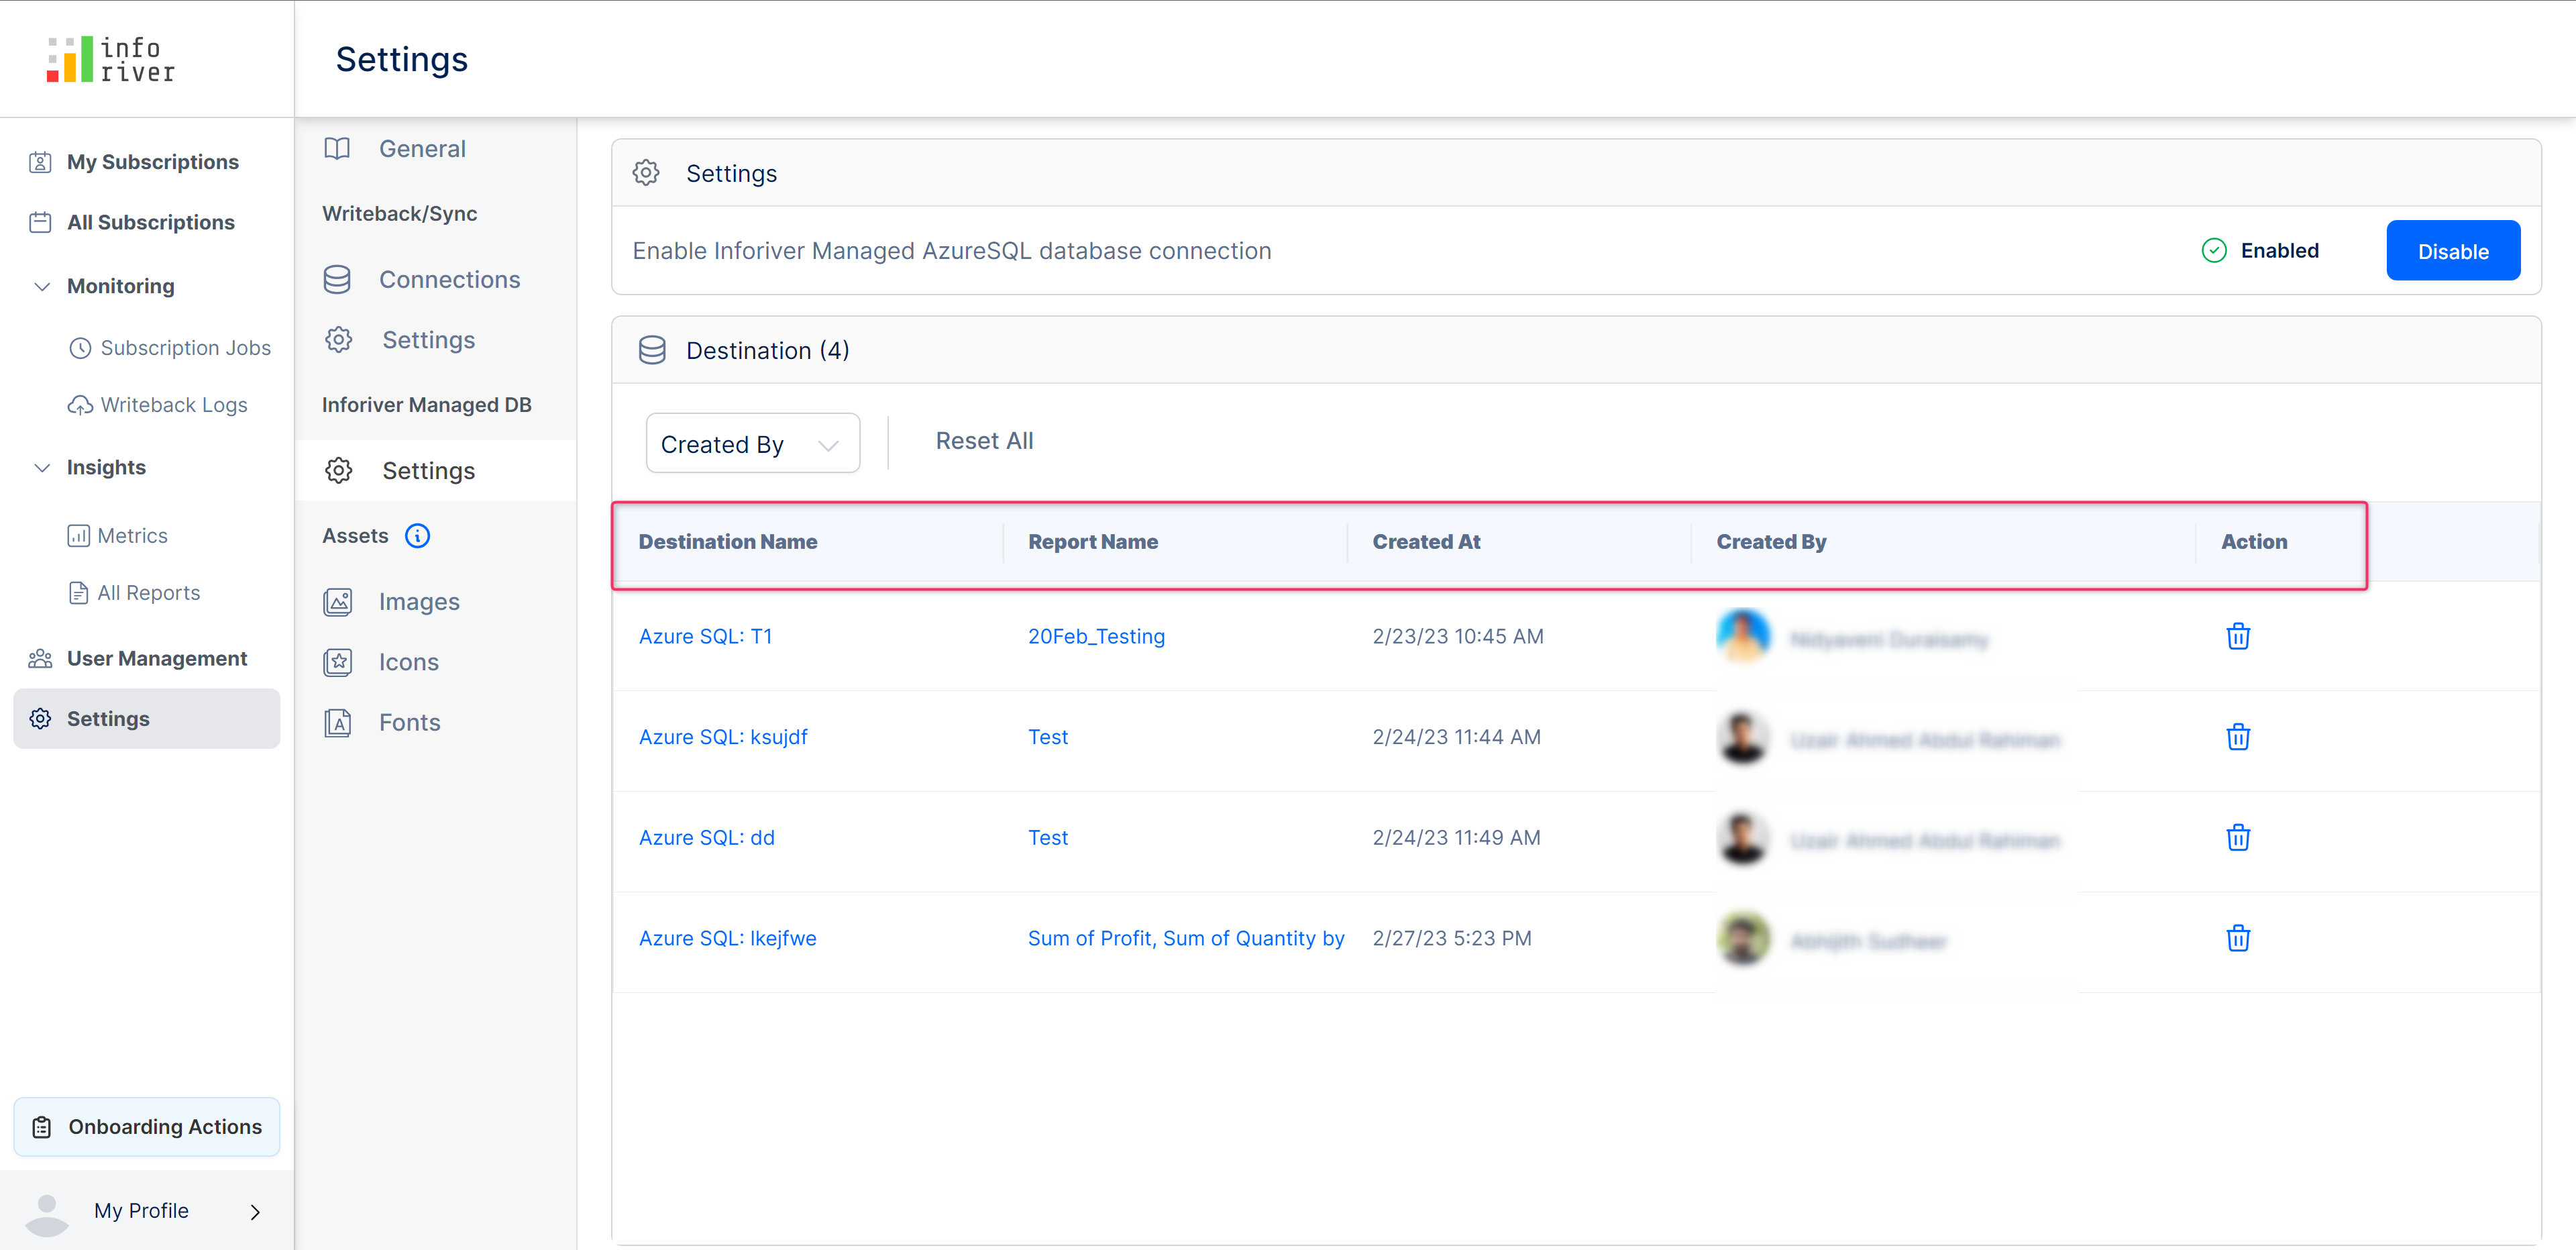 info
river
Settings
My Subscriptions
All Subscriptions
Monitoring
Subscription Jobs
Writeback Logs
Insights
Metrics
All Reports
User Management
Settings
Onboarding Actions
My Profile
General
Writeback/Sync
Connections
Settings
Inforiver Managed DB
Settings
Assets
Images
Icons
Fonts
Settings
Enable Inforiver Managed AzureSQL database connection
Enabled
Disable
Destination (4)
Created By
Reset All
Destination Name Report Name Created At Created By Action
Azure SQL: T1 20Feb_Testing 2/23/23 10:45 AM
Azure SQL: ksujdf Test 2/24/23 11:44 AM
Azure SQL: dd Test 2/24/23 11:49 AM
Azure SQL: lkejfwe Sum of Profit, Sum of Quantity by 2/27/23 5:23 PM